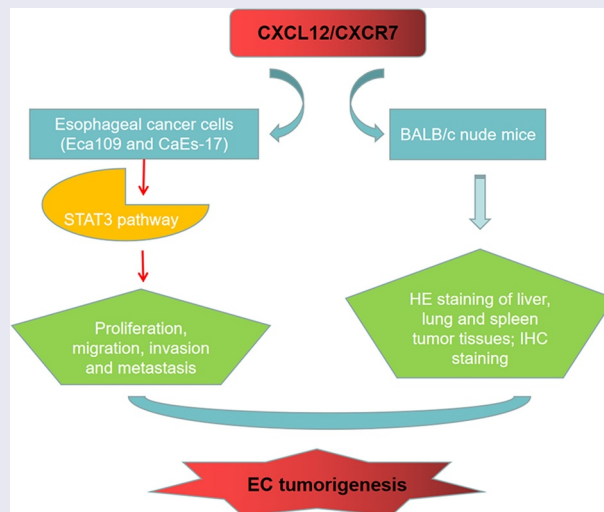 CXCL12/CXCR7
Esophageal cancer cells
(Eca109 and CaEs-17)
BALB/c nude mice
STAT3 pathway
Proliferation,
migration, invasion
and metastasis
HE staining of liver,
lung and spleen
tumor tissues; IHC
staining
EC tumorigenesis